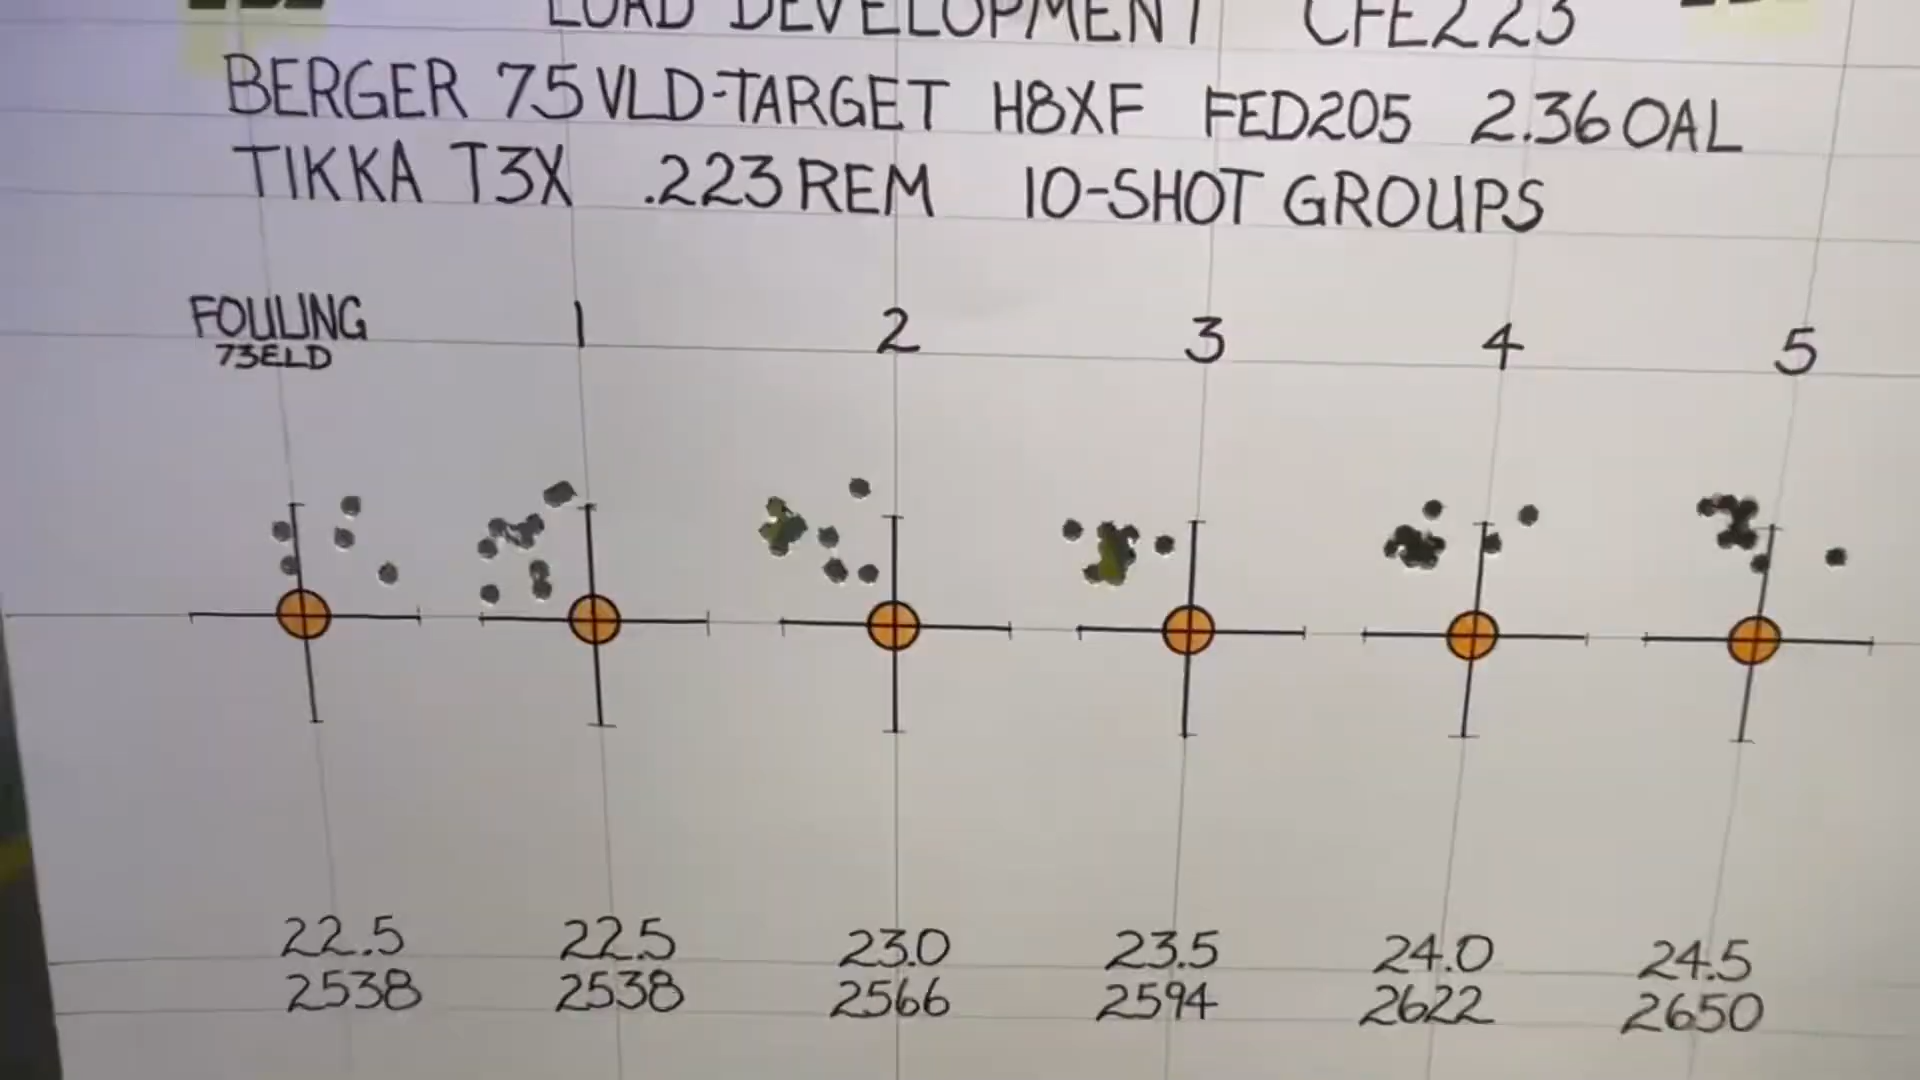 LOAD DEVELOPMENT CFE223
BERGER 75 VLD-TARGET H8XF FED205 2.36 OAL
TIKKA T3X .223 REM 10-SHOT GROUPS
FOULING 1 2 3 4 5
73ELD
22.5 22.5 23.0 23.5 24.0 24.5
2538 2538 2566 2594 2622 2650